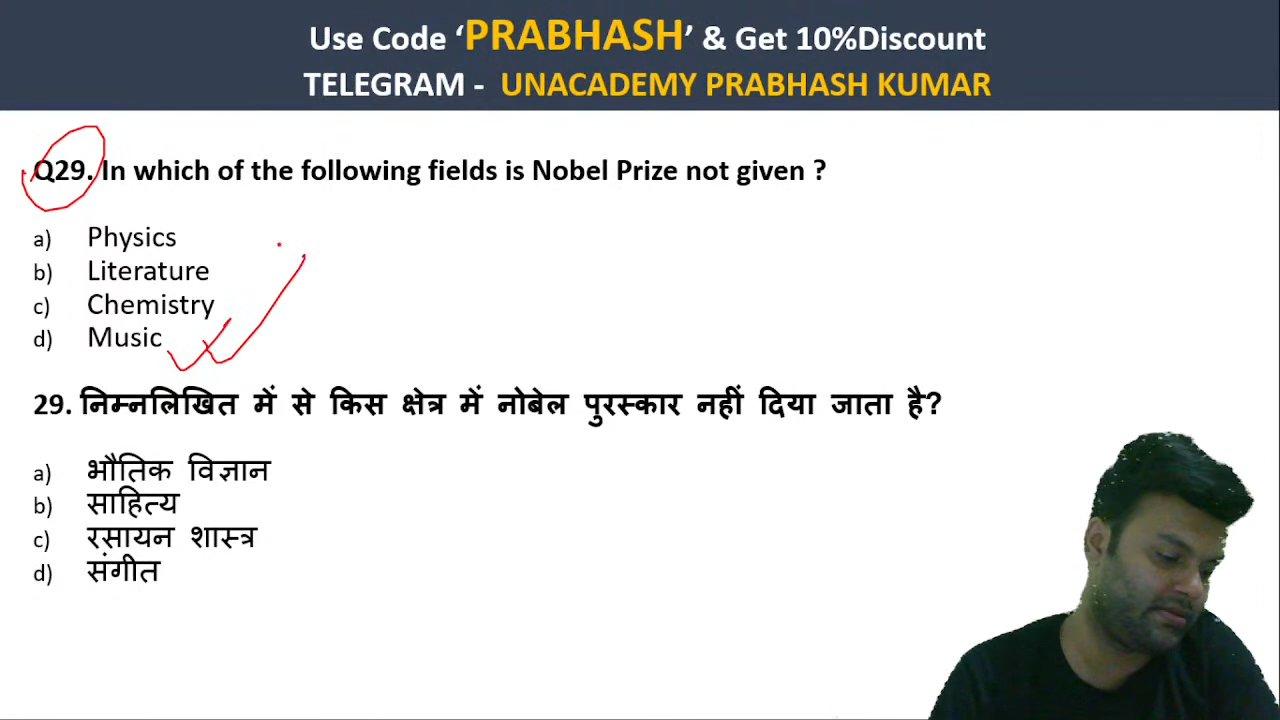 Use Code ‘PRABHASH’ & Get 10%Discount
TELEGRAM - UNACADEMY PRABHASH KUMAR
Q29. In which of the following fields is Nobel Prize not given ?
a) Physics
b) Literature
c) Chemistry
d) Music
29. निम्नलिखित में से किस क्षेत्र में नोबेल पुरस्कार नहीं दिया जाता है?
a) भौतिक विज्ञान
b) साहित्य
c) रसायन शास्त्र
d) संगीत